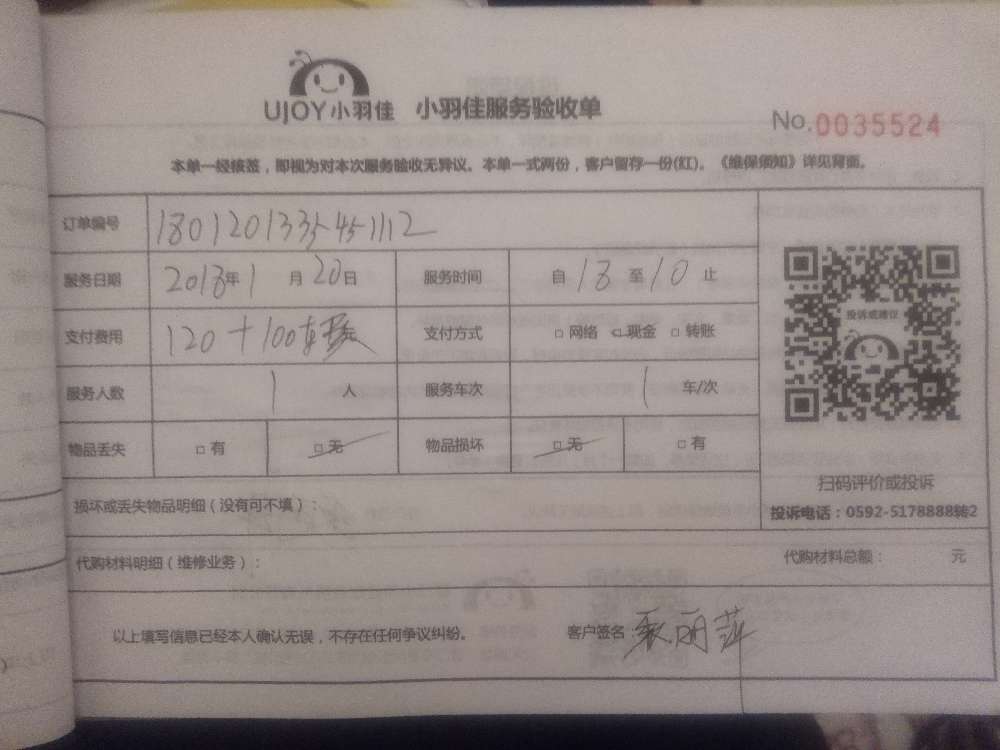 UJOY小羽佳 小羽佳服务验收单
No.0035524
本单一经核签，即视为对本次服务验收无异议。本单一式两份，客户留存一份(红)。《维保须知》详见背面。
订单编号 180120133545-1112
服务日期 2018年1月20日 服务时间 自18至10止
支付费用 120+100 元 支付方式 □网络 □现金 □转账
服务人数 1人 服务车次 1车/次
物品丢失 □有 □无 物品损坏 □无 □有
投诉或建议
扫码评价或投诉
投诉电话：0592-5178888转2
损坏或丢失物品明细（没有可不填）：
代购材料明细（维修业务）： 代购材料总额： 元
以上填写信息已经本人确认无误，不存在任何争议纠纷。 客户签名 丽萍